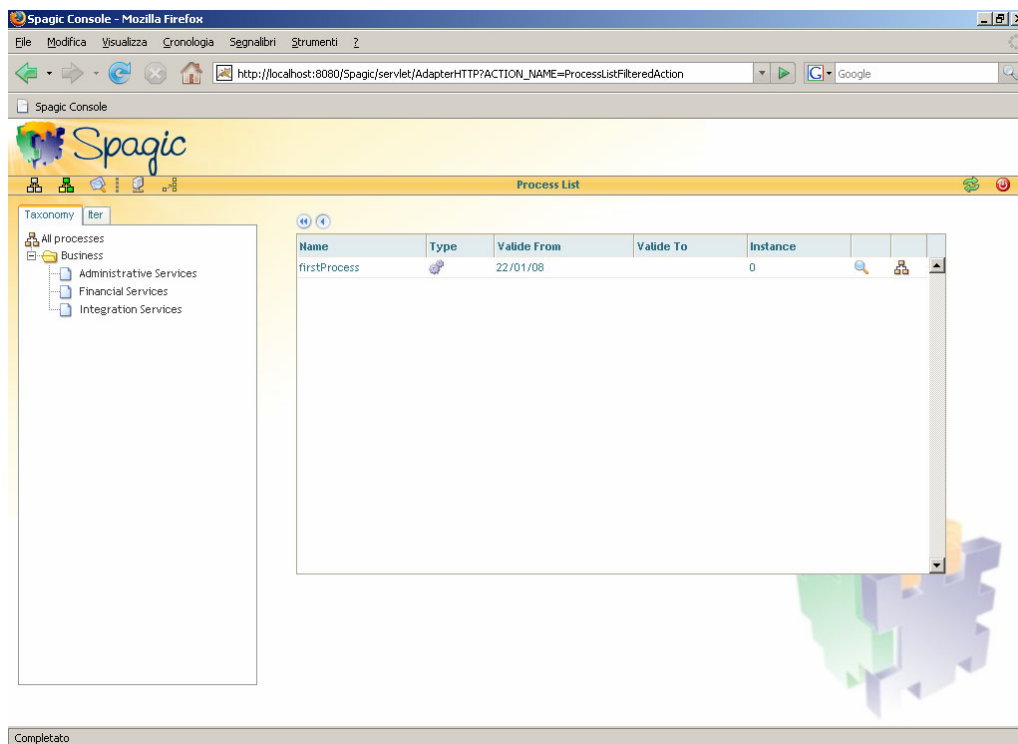 Spagic Console - Mozilla Firefox
File Modifica Visualizza Cronologia Segnalibri Strumenti ?
http://localhost:8080/Spagic/servlet/AdapterHTTP?ACTION_NAME=ProcessListFilteredAction
G Google
Spagic Console
Spagic
Process List
Taxonomy Iter
All processes
Business
Administrative Services
Financial Services
Integration Services
Name Type Valide From Valide To Instance
firstProcess 22/01/08 0
Completato